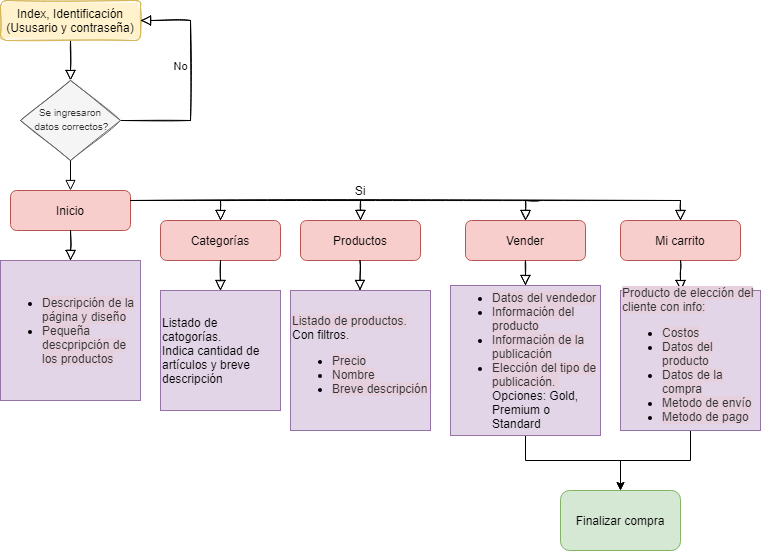 Index, Identificación
(Ususario y contraseña)
No
Se ingresaron
datos correctos?
Si
Inicio
Categorías
Productos
Vender
Mi carrito
Descripción de la
página y diseño
Pequeña
descpripción de
los productos
Listado de
catogorías.
Indica cantidad de
artículos y breve
descripción
Listado de productos.
Con filtros.
Precio
Nombre
Breve descripción
Datos del vendedor
Información del
producto
Información de la
publicación
Elección del tipo de
publicación.
Opciones: Gold,
Premium o
Standard
Producto de elección del
cliente con info:
Costos
Datos del
producto
Datos de la
compra
Metodo de envío
Metodo de pago
Finalizar compra